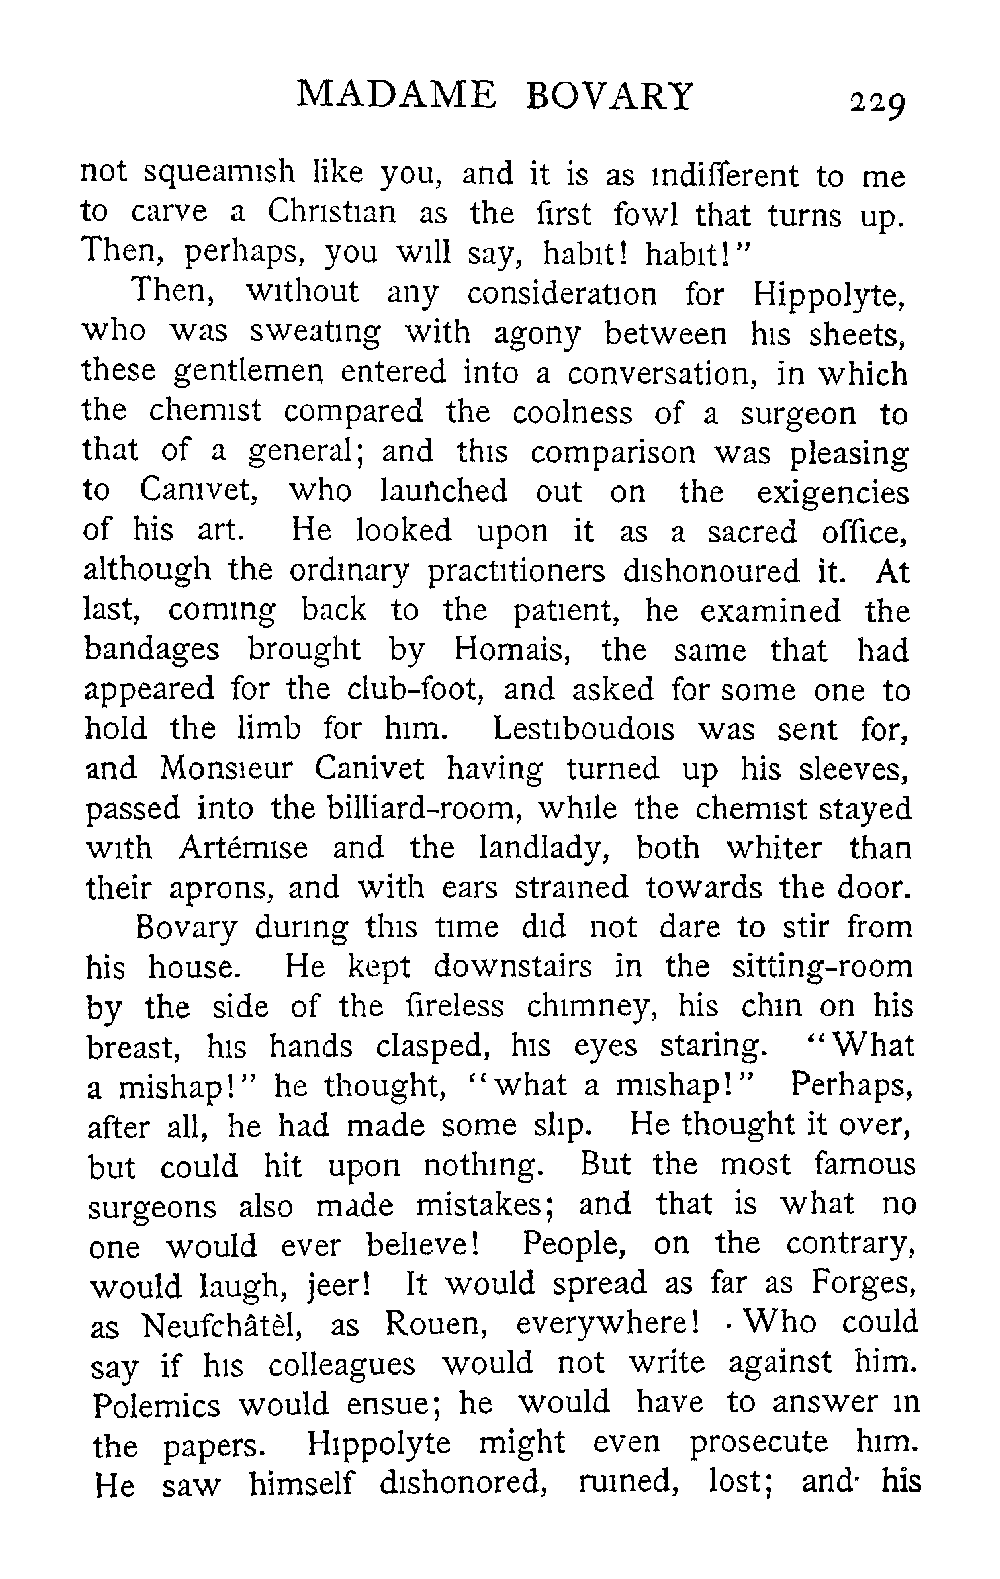 MADAME BOVARY 229
not squeamish like you, and it is as indifferent to me
to carve a Christian as the first fowl that turns up.
Then, perhaps, you will say, habit! habit!"
Then, without any consideration for Hippolyte,
who was sweating with agony between his sheets,
these gentlemen entered into a conversation, in which
the chemist compared the coolness of a surgeon to
that of a general; and this comparison was pleasing
to Canivet, who launched out on the exigencies
of his art. He looked upon it as a sacred office,
although the ordinary practitioners dishonoured it. At
last, coming back to the patient, he examined the
bandages brought by Homais, the same that had
appeared for the club-foot, and asked for some one to
hold the limb for him. Lestiboudois was sent for,
and Monsieur Canivet having turned up his sleeves,
passed into the billiard-room, while the chemist stayed
with Artémise and the landlady, both whiter than
their aprons, and with ears strained towards the door.
Bovary during this time did not dare to stir from
his house. He kept downstairs in the sitting-room
by the side of the fireless chimney, his chin on his
breast, his hands clasped, his eyes staring. "What
a mishap!" he thought, "what a mishap!" Perhaps,
after all, he had made some slip. He thought it over,
but could hit upon nothing. But the most famous
surgeons also made mistakes; and that is what no
one would ever believe! People, on the contrary,
would laugh, jeer! It would spread as far as Forges,
as Neufchâtèl, as Rouen, everywhere! Who could
say if his colleagues would not write against him.
Polemics would ensue; he would have to answer in
the papers. Hippolyte might even prosecute him.
He saw himself dishonored, ruined, lost; and his